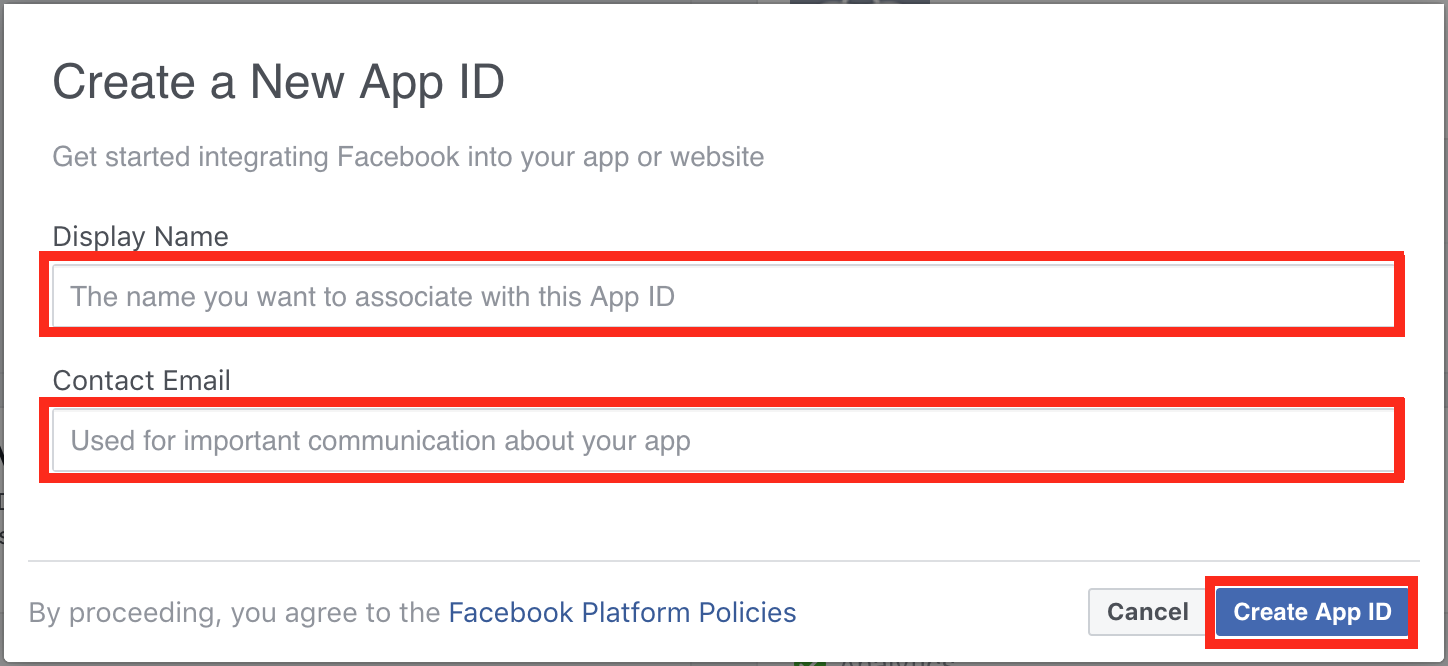 Create a New App ID
Get started integrating Facebook into your app or website
Display Name
The name you want to associate with this App ID
Contact Email
Used for important communication about your app
By proceeding, you agree to the Facebook Platform Policies
Cancel
Create App ID